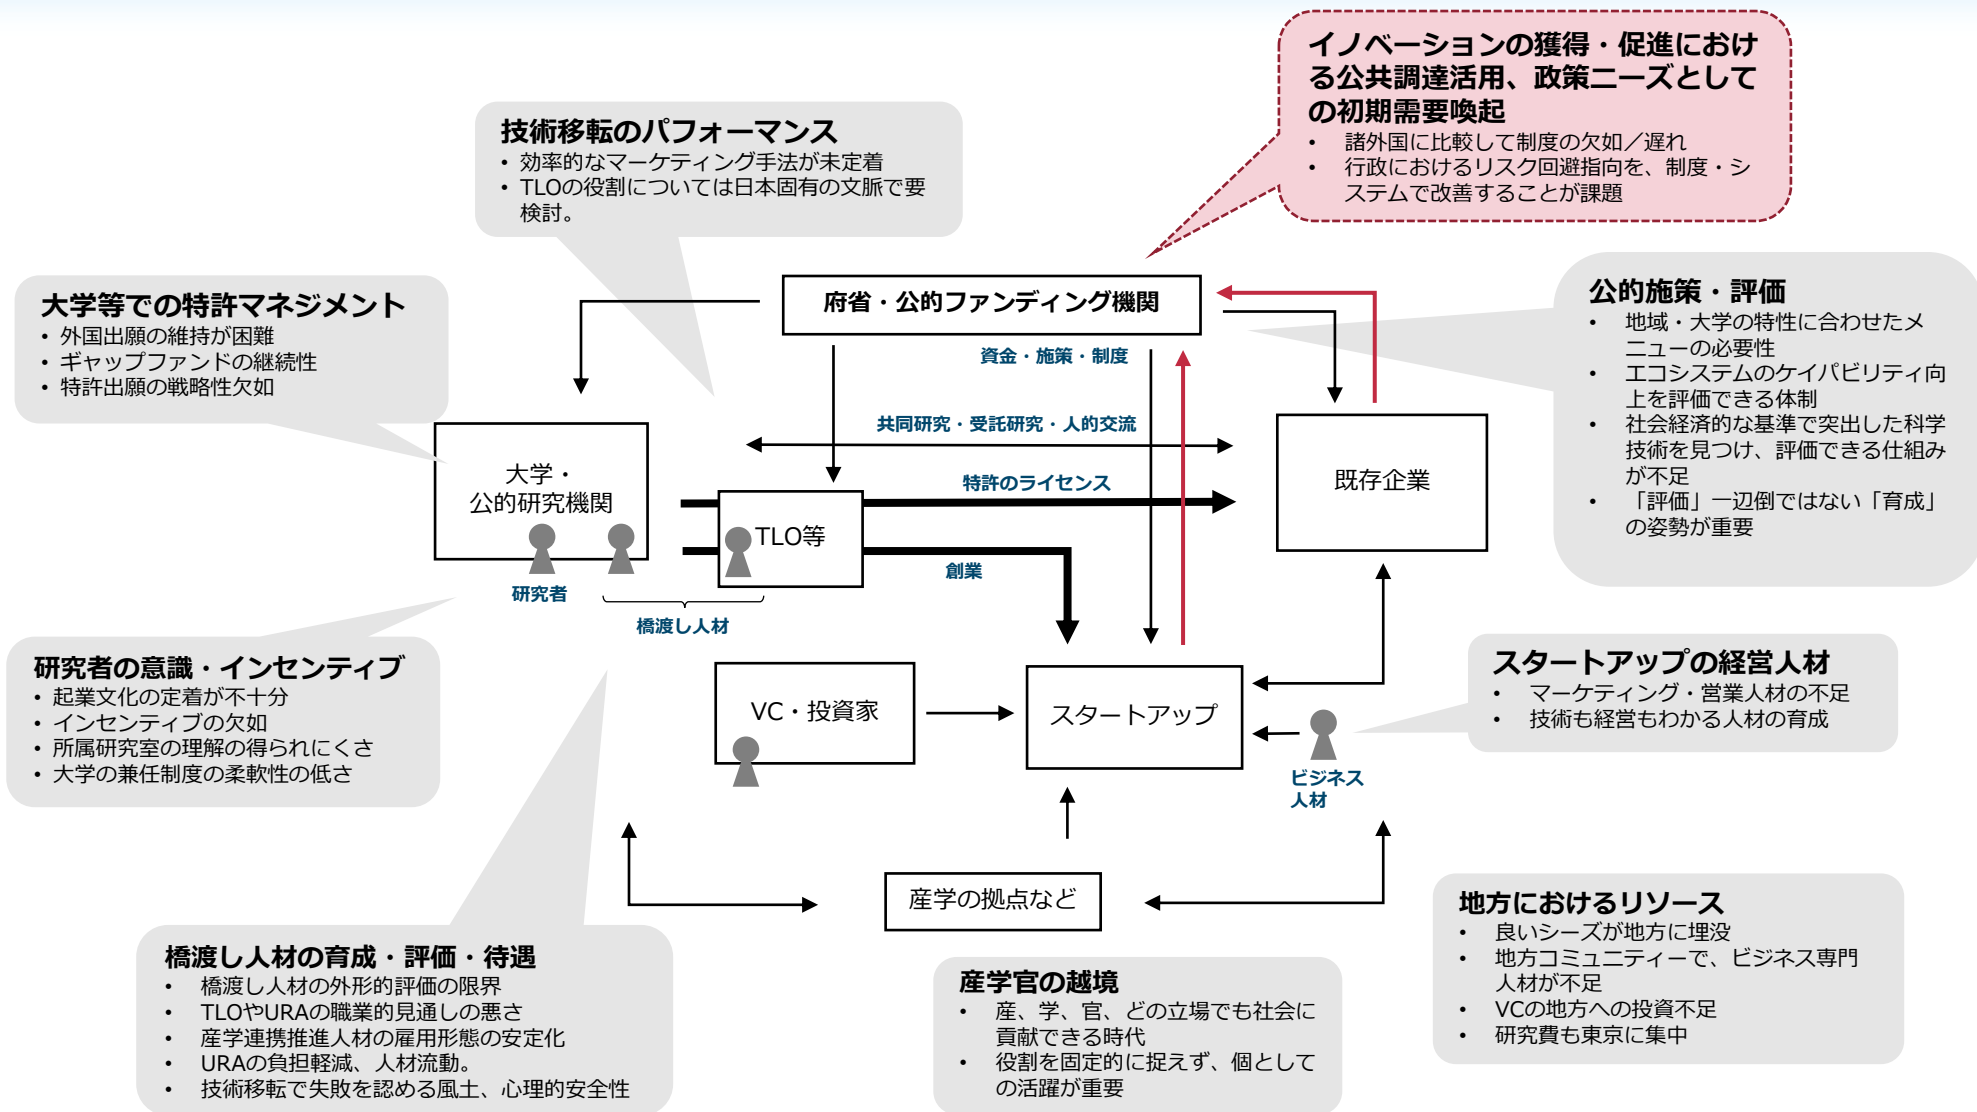 イノベーションの獲得・促進におけ
る公共調達活用、政策ニーズとして
の初期需要喚起
• 諸外国に比較して制度の欠如／遅れ
• 行政におけるリスク回避指向を、制度・シ
ステムで改善することが課題
技術移転のパフォーマンス
• 効率的なマーケティング手法が未定着
• TLOの役割については日本固有の文脈で要
検討。
大学等での特許マネジメント
• 外国出願の維持が困難
• ギャップファンドの継続性
• 特許出願の戦略性欠如
府省・公的ファンディング機関
資金・施策・制度
公的施策・評価
• 地域・大学の特性に合わせたメ
ニューの必要性
• エコシステムのケイパビリティ向
上を評価できる体制
• 社会経済的な基準で突出した科学
技術を見つけ、評価できる仕組み
が不足
• 「評価」一辺倒ではない「育成」
の姿勢が重要
共同研究・受託研究・人的交流
大学・
公的研究機関
特許のライセンス
既存企業
TLO等
創業
研究者
橋渡し人材
研究者の意識・インセンティブ
• 起業文化の定着が不十分
• インセンティブの欠如
• 所属研究室の理解の得られにくさ
• 大学の兼任制度の柔軟性の低さ
VC・投資家
スタートアップ
ビジネス
人材
スタートアップの経営人材
• マーケティング・営業人材の不足
• 技術も経営もわかる人材の育成
産学の拠点など
橋渡し人材の育成・評価・待遇
• 橋渡し人材の外形的評価の限界
• TLOやURAの職業的見通しの悪さ
• 産学連携推進人材の雇用形態の安定化
• URAの負担軽減、人材流動。
• 技術移転で失敗を認める風土、心理的安全性
産学官の越境
• 産、学、官、どの立場でも社会に
貢献できる時代
• 役割を固定的に捉えず、個として
の活躍が重要
地方におけるリソース
• 良いシーズが地方に埋没
• 地方コミュニティーで、ビジネス専門
人材が不足
• VCの地方への投資不足
• 研究費も東京に集中